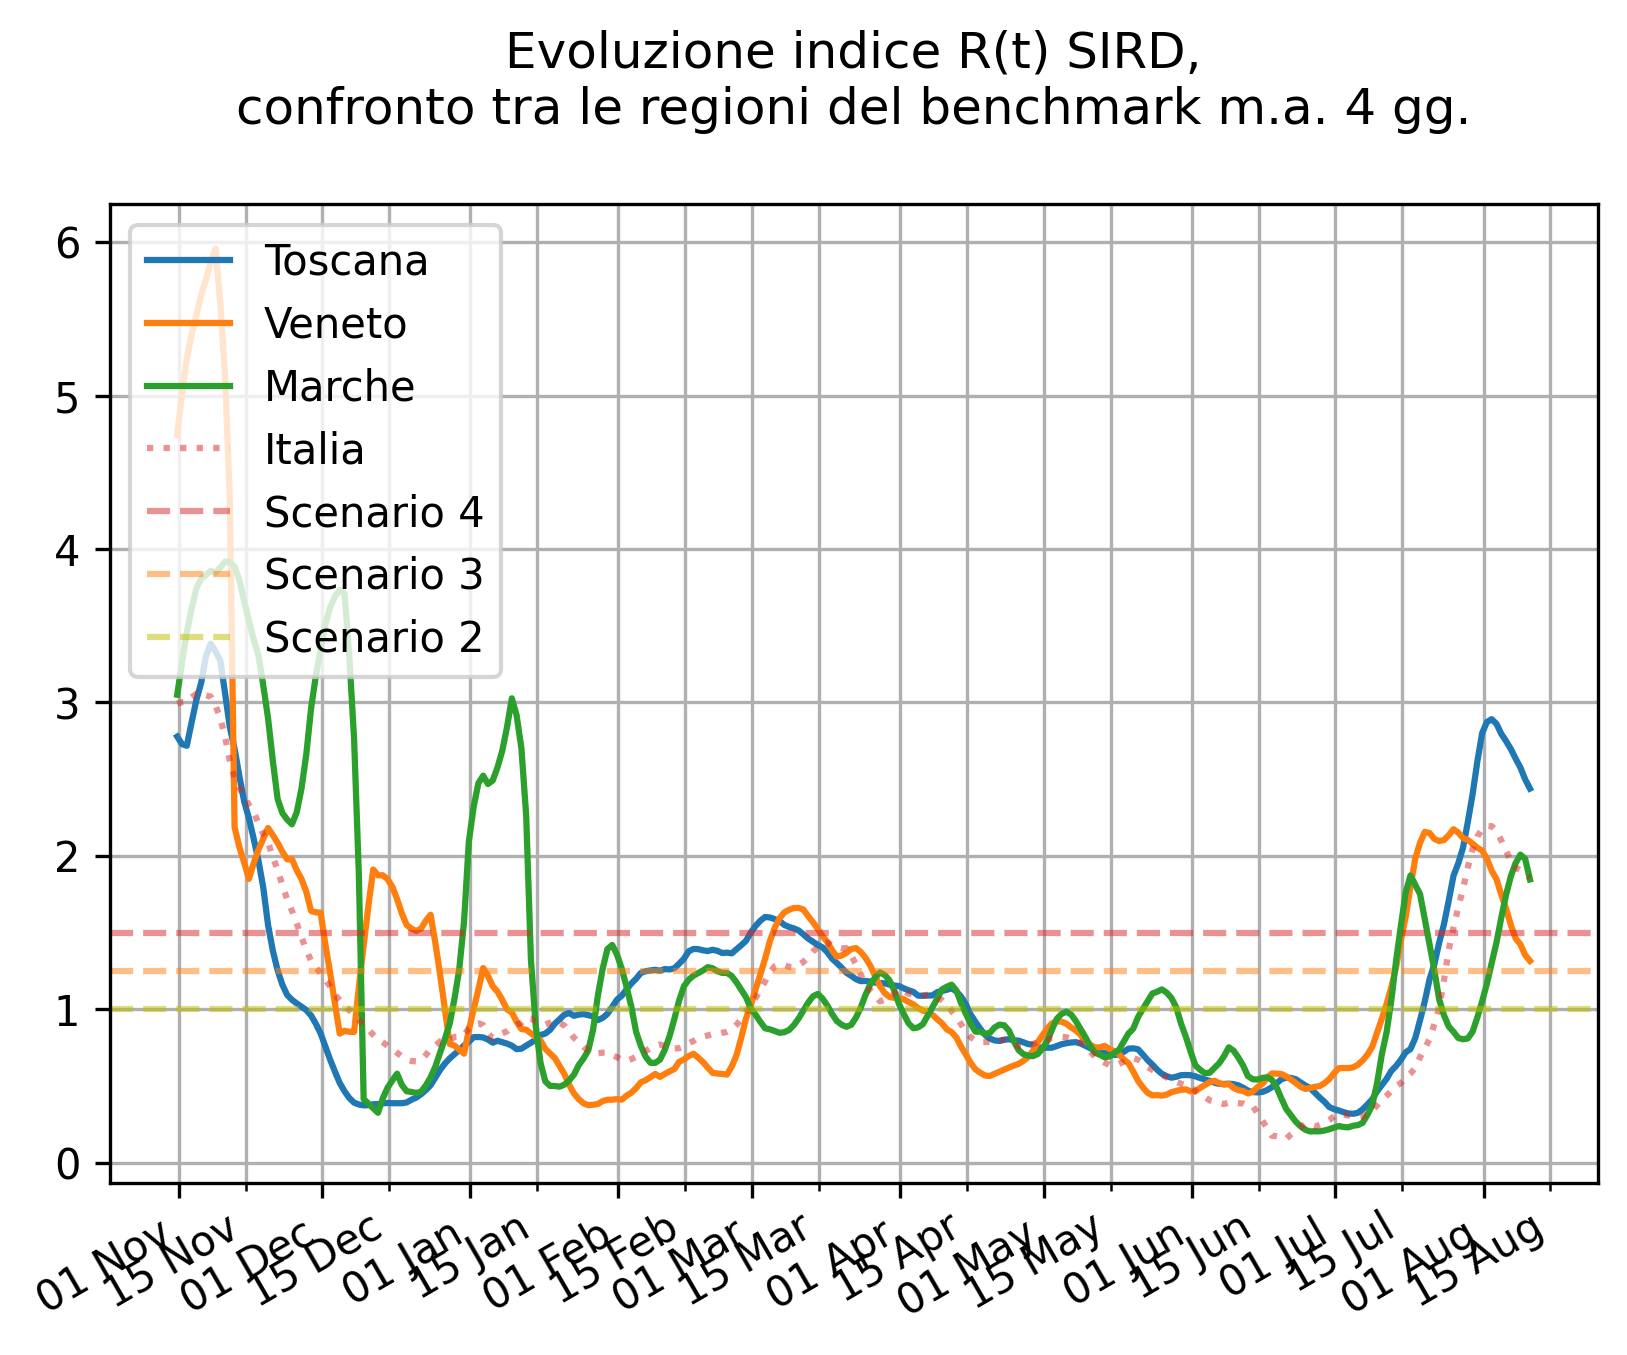 Evoluzione indice R(t) SIRD,
confronto tra le regioni del benchmark m.a. 4 gg.
6
5
4
3
2
1
0
Toscana
Veneto
Marche
Italia
Scenario 4
Scenario 3
Scenario 2
01 Nov
15 Nov
01 Dec
15 Dec
01 Jan
15 Jan
01 Feb
15 Feb
01 Mar
15 Mar
01 Apr
15 Apr
01 May
15 May
01 Jun
15 Jun
01 Jul
15 Jul
01 Aug
15 Aug